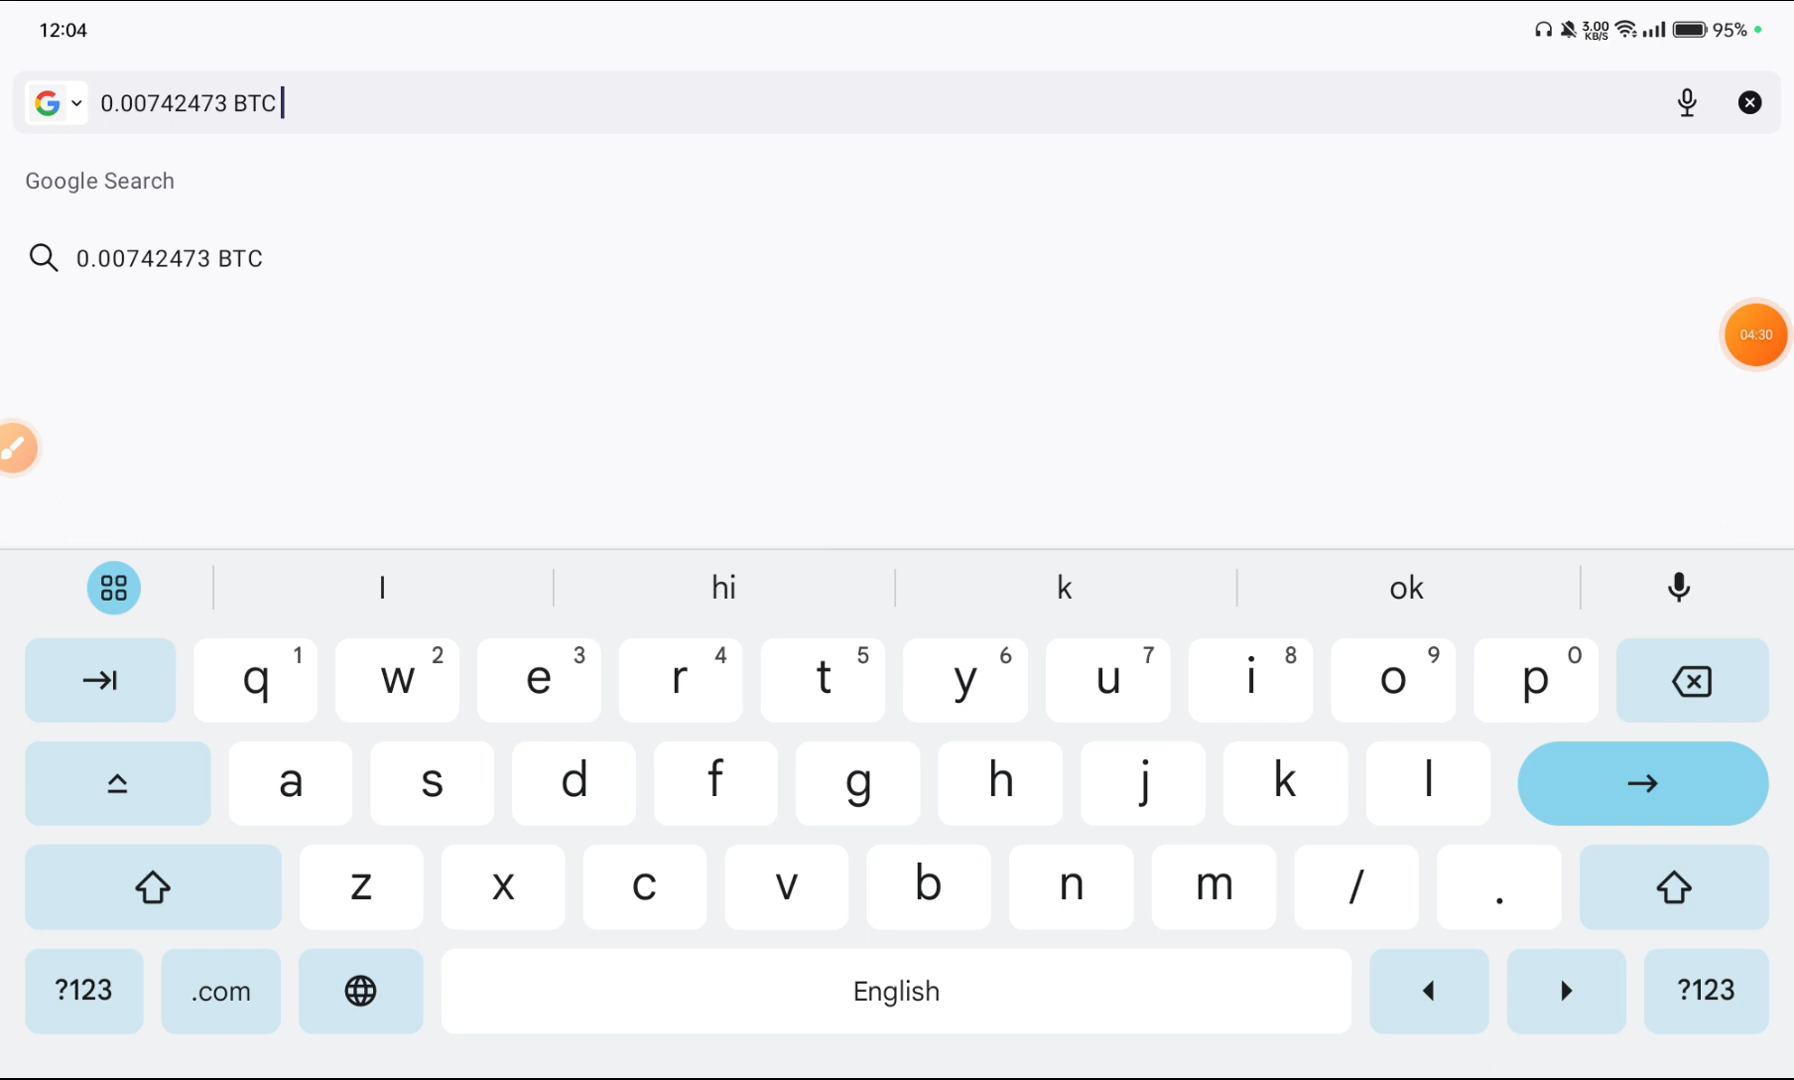 12:04
3.00 KB/S 95%
0.00742473 BTC
Google Search
0.00742473 BTC
04:30
l hi k ok
q 1 w 2 e 3 r 4 t 5 y 6 u 7 i 8 o 9 p 0
a s d f g h j k l
z x c v b n m / .
?123 .com English ?123